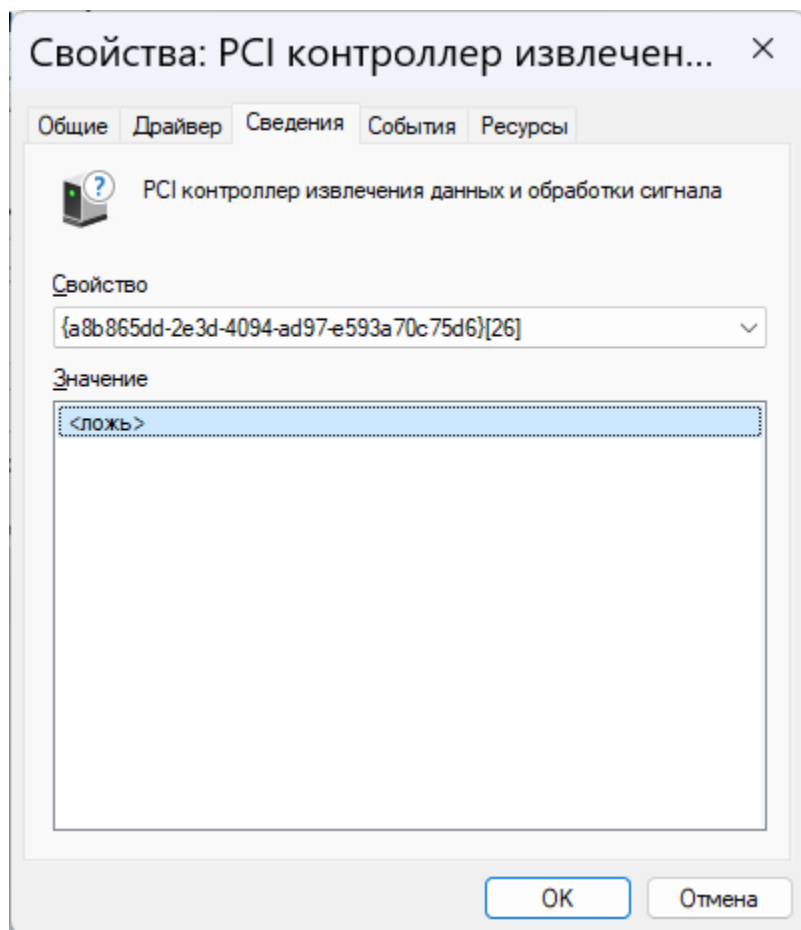 Свойства: PCI контроллер извлечен...
Общие Драйвер Сведения События Ресурсы
PCI контроллер извлечения данных и обработки сигнала
Свойство
{a8b865dd-2e3d-4094-ad97-e593a70c75d6}[26]
Значение
<ложь>
OK Отмена